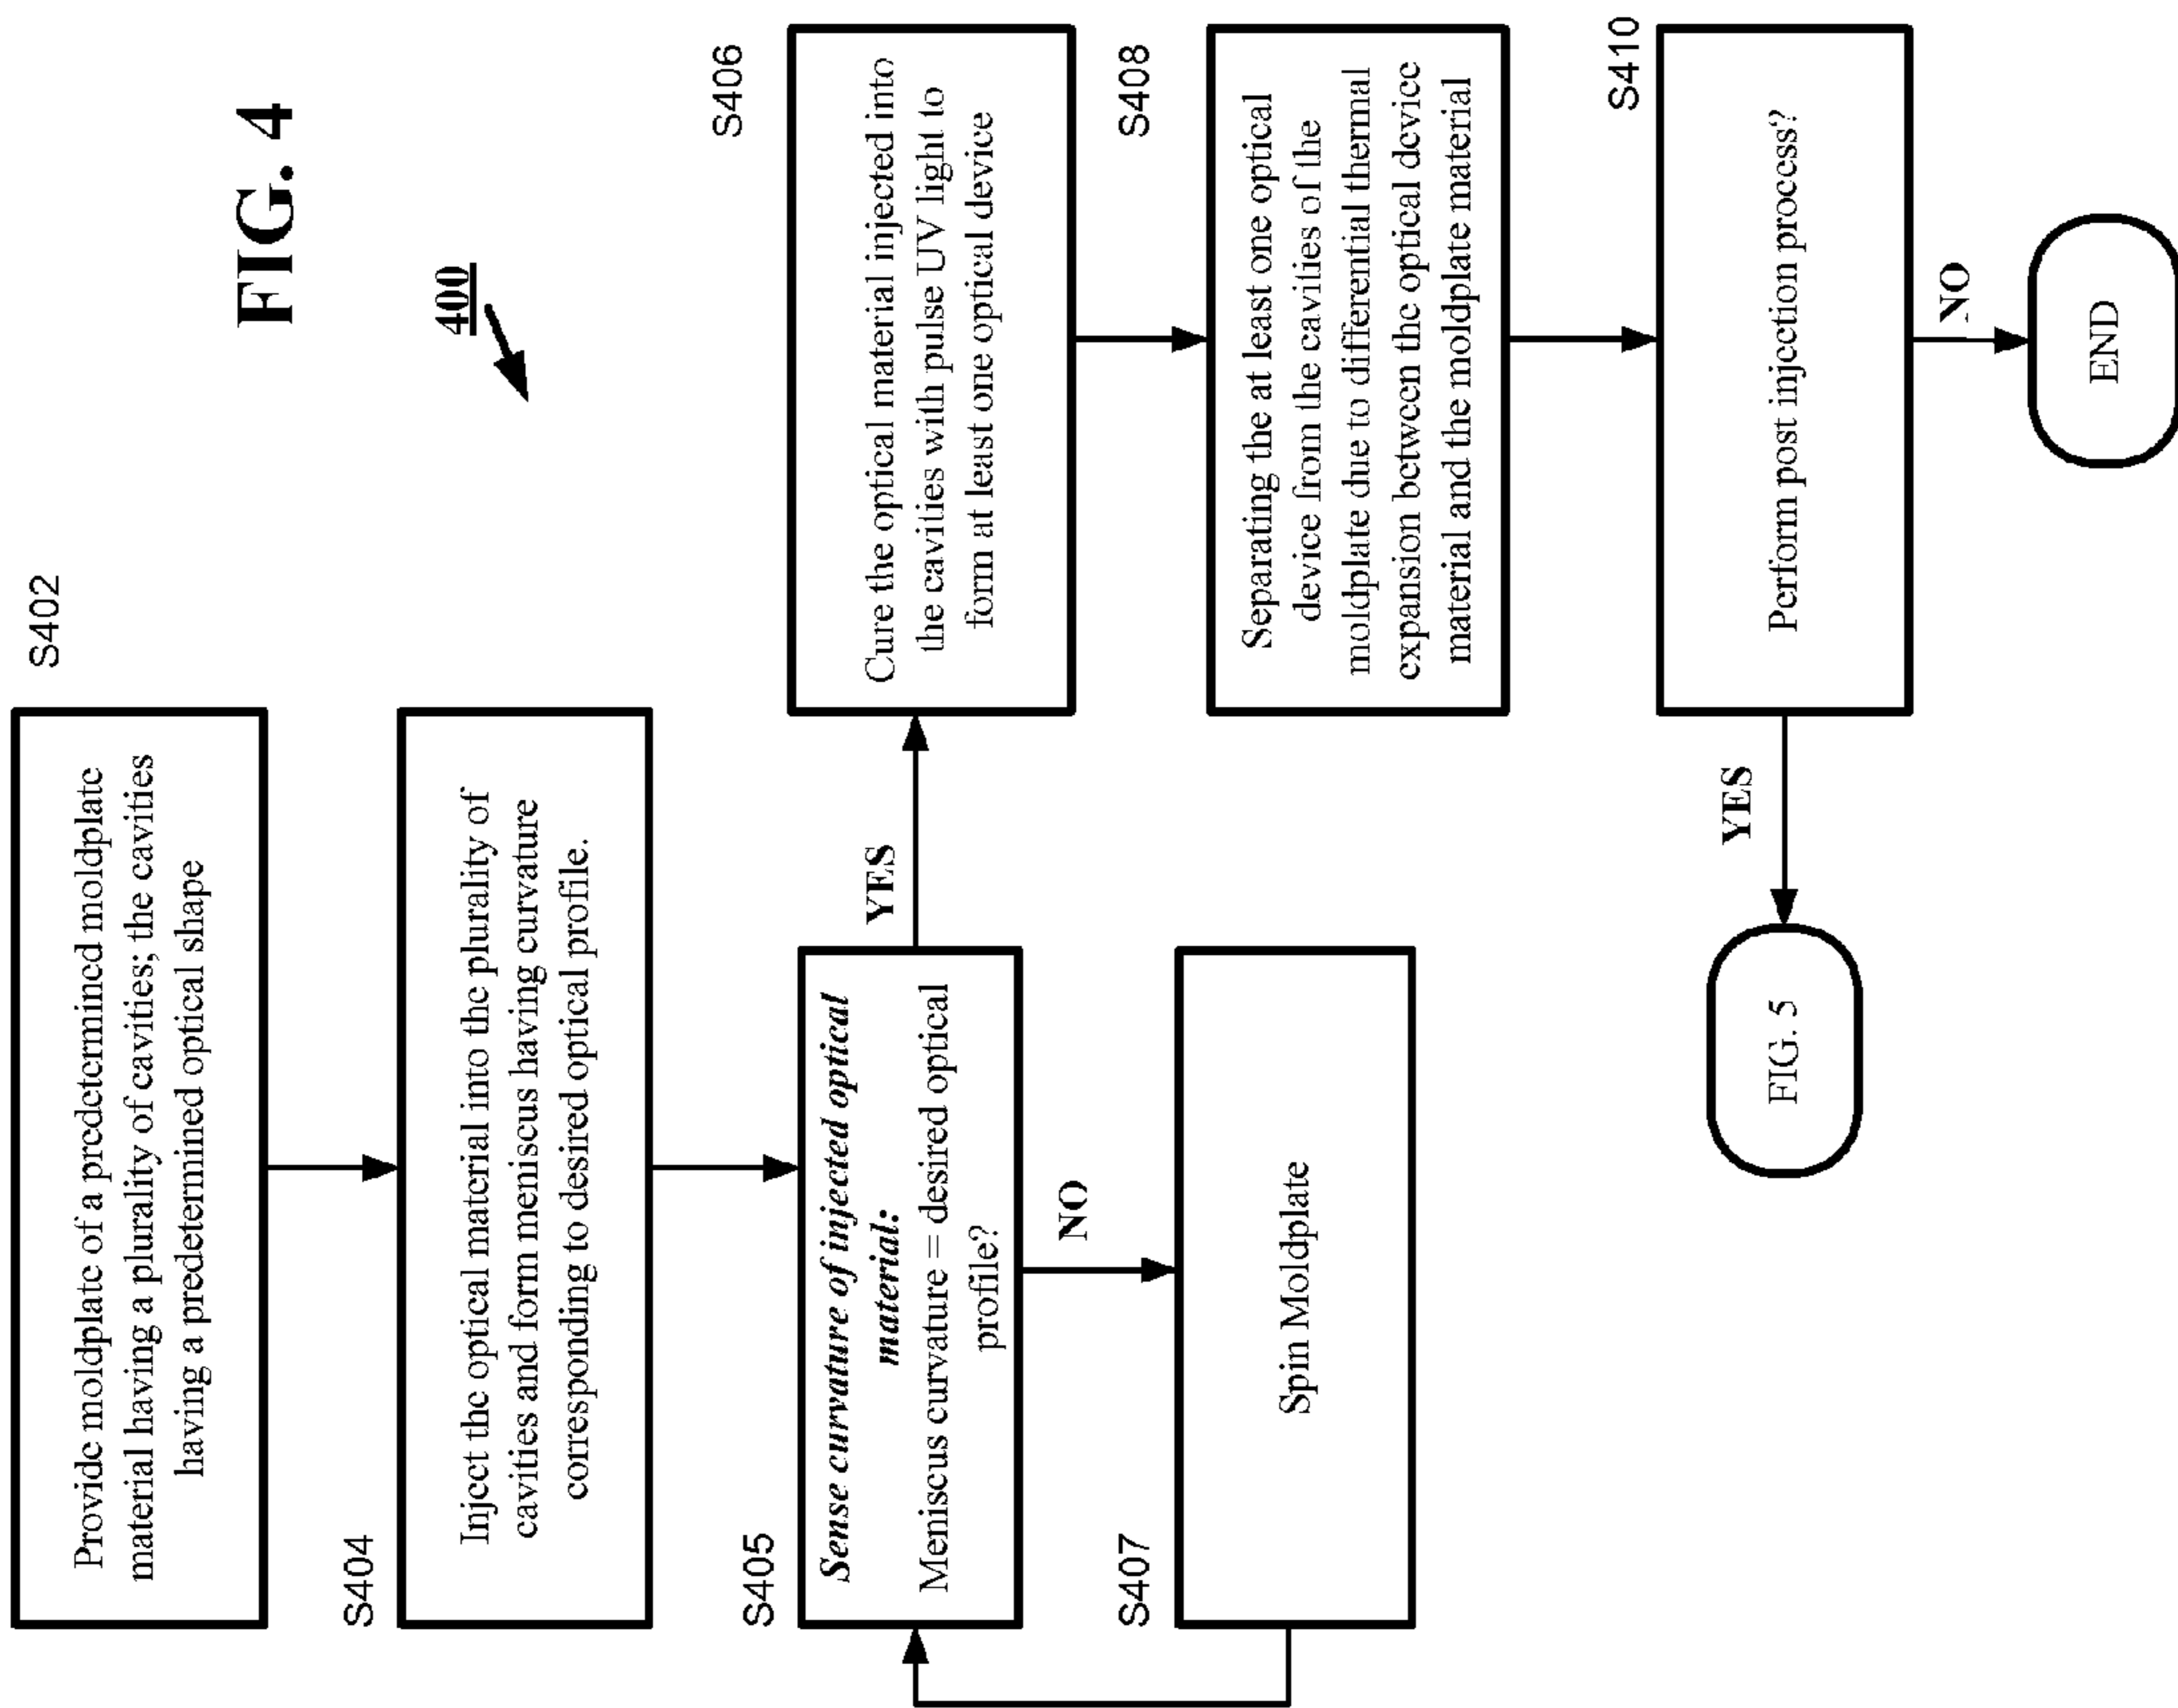 FIG. 4
400
S402
Provide moldplate of a predetermined moldplate
material having a plurality of cavities; the cavities
having a predetermined optical shape
S404
Inject the optical material into the plurality of
cavities and form meniscus having curvature
corresponding to desired optical profile.
S405
Sense curvature of injected optical
material:
Meniscus curvature = desired optical
profile?
YES
NO
S407
Spin Moldplate
S406
Cure the optical material injected into
the cavities with pulse UV light to
form at least one optical device
S408
Separating the at least one optical
device from the cavities of the
moldplate due to different thermal
expansion between the optical device
material and the moldplate material
S410
Perform post injection process?
YES
NO
FIG. 5
END